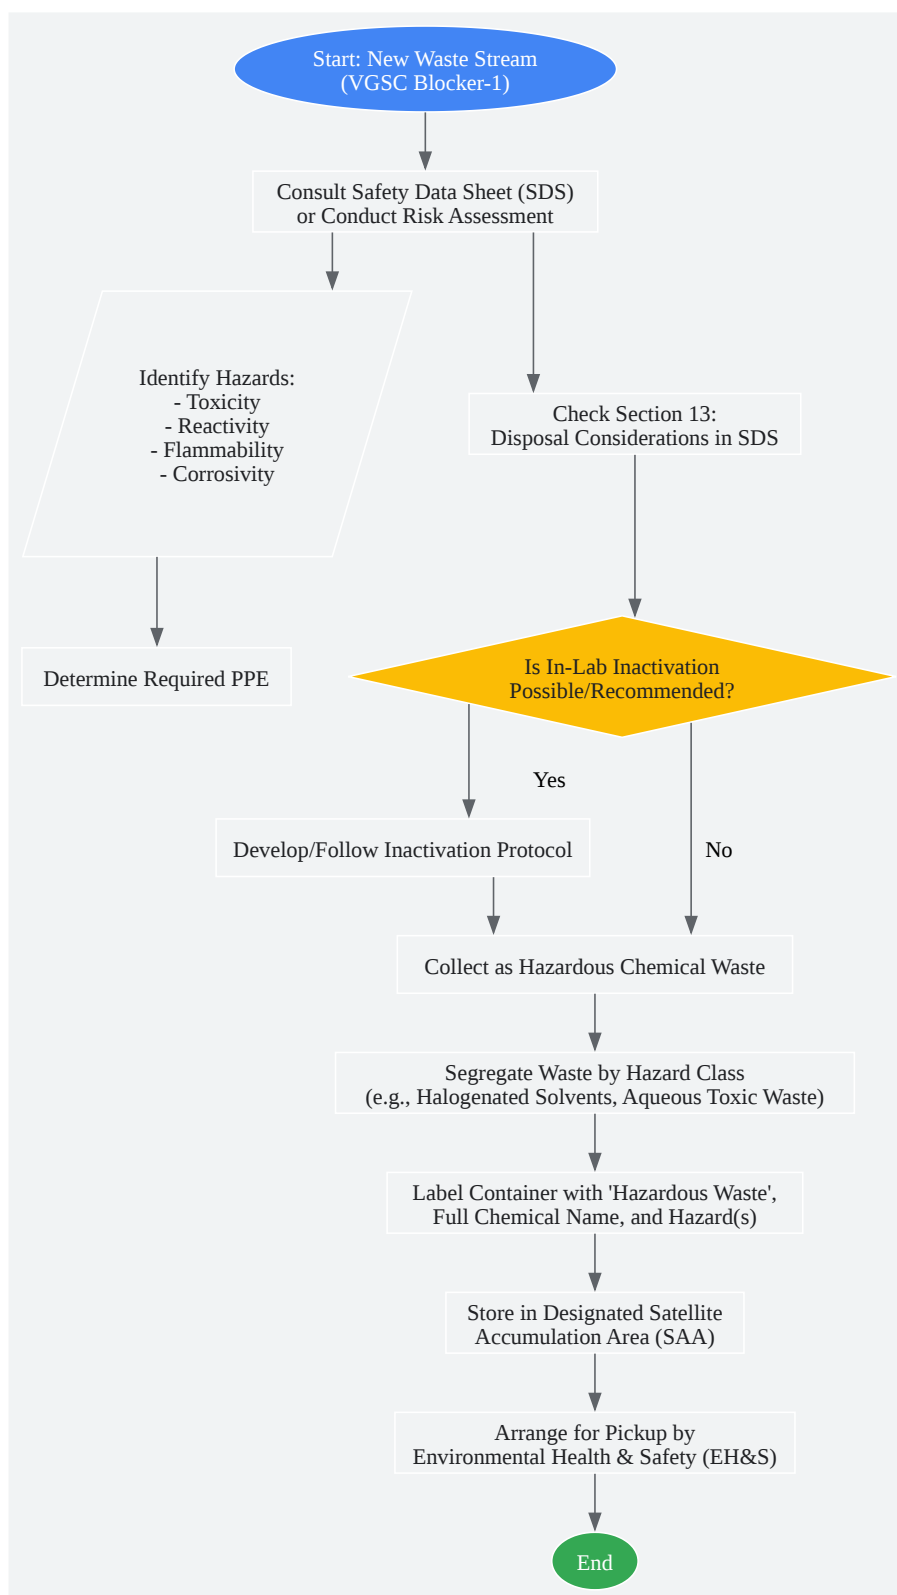 Start: New Waste Stream
(VGSC Blocker-1)
Consult Safety Data Sheet (SDS)
or Conduct Risk Assessment
Identify Hazards:
- Toxicity
- Reactivity
- Flammability
- Corrosivity
Check Section 13:
Disposal Considerations in SDS
Determine Required PPE
Is In-Lab Inactivation
Possible/Recommended?
Yes
Develop/Follow Inactivation Protocol
No
Collect as Hazardous Chemical Waste
Segregate Waste by Hazard Class
(e.g., Halogenated Solvents, Aqueous Toxic Waste)
Label Container with 'Hazardous Waste',
Full Chemical Name, and Hazard(s)
Store in Designated Satellite
Accumulation Area (SAA)
Arrange for Pickup by
Environmental Health & Safety (EH&S)
End